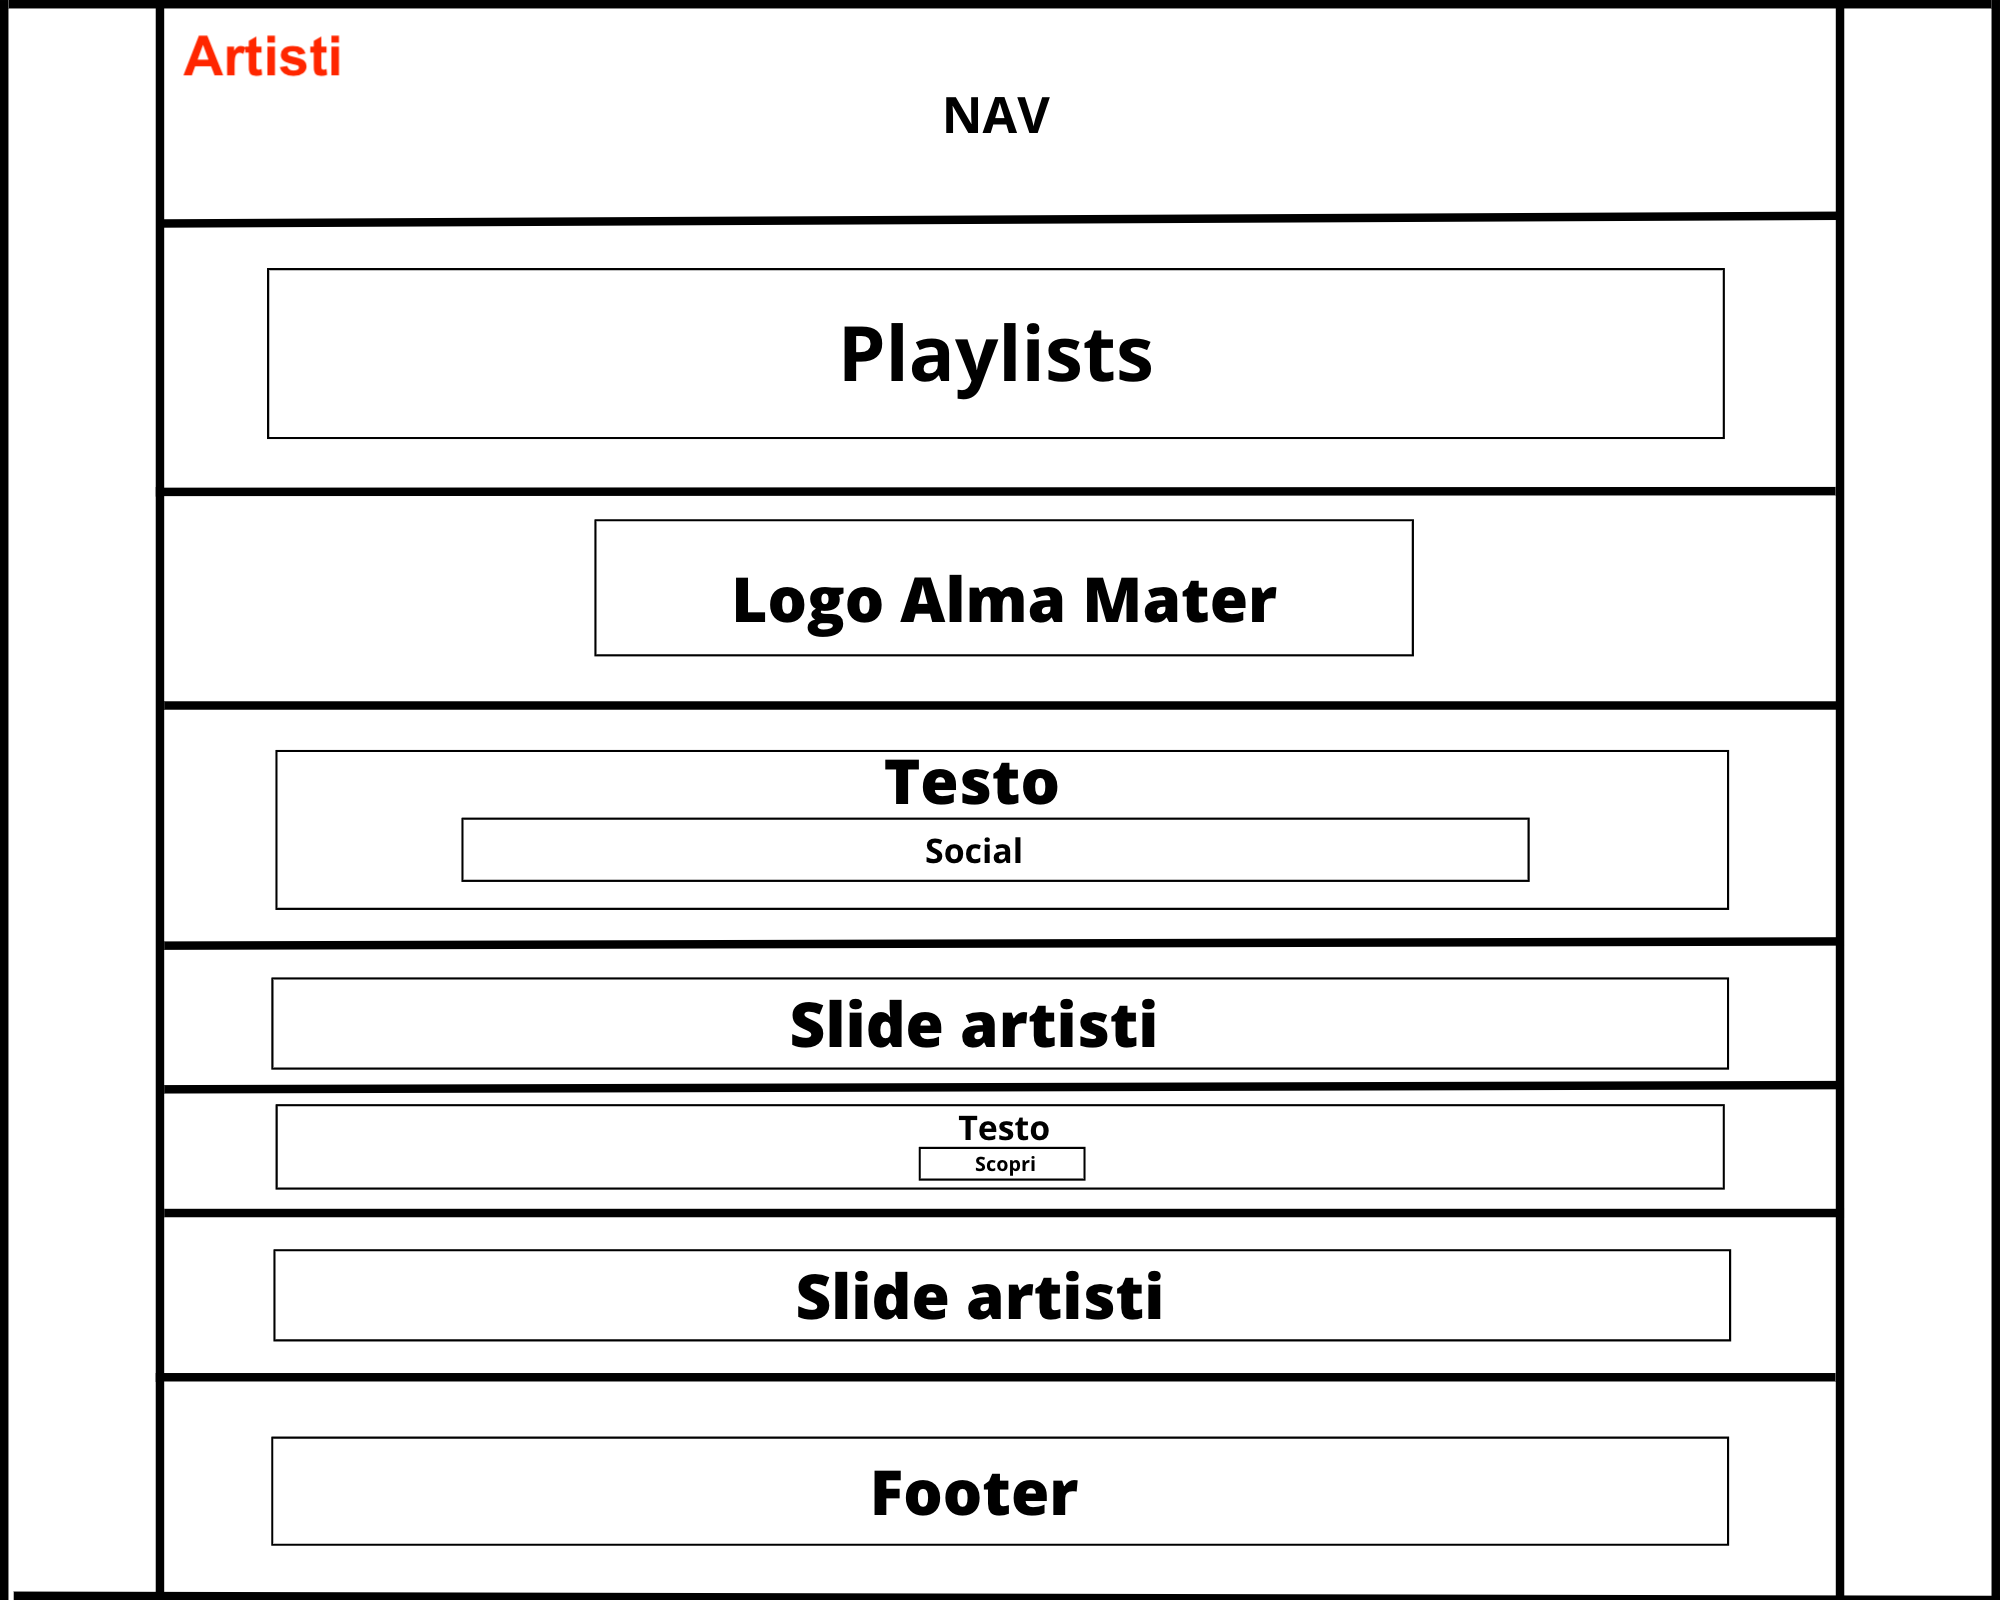 Artisti
NAV
Playlists
Logo Alma Mater
Testo
Social
Slide artisti
Testo
Scopri
Slide artisti
Footer